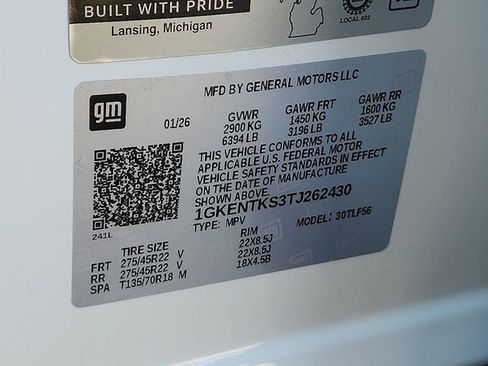 BUILT WITH PRIDE
Lansing, Michigan
LOCAL 602
gm
MFD BY GENERAL MOTORS LLC
01/26
GVWR GAWR FRT GAWR RR
2900 KG 1450 KG 1600 KG
6394 LB 3196 LB 3527 LB
THIS VEHICLE CONFORMS TO ALL
APPLICABLE U.S. FEDERAL MOTOR
VEHICLE SAFETY STANDARDS IN EFFECT
ON THE DATE OF MANUFACTURE
SHOWN ABOVE.
1GKENTKS3TJ262430
TYPE: MPV MODEL: 30TLF56
241L
TIRE SIZE RIM
FRT 275/45R22 V 22X8.5J
RR 275/45R22 V 22X8.5J
SPA T135/70R18 M 18X4.5B